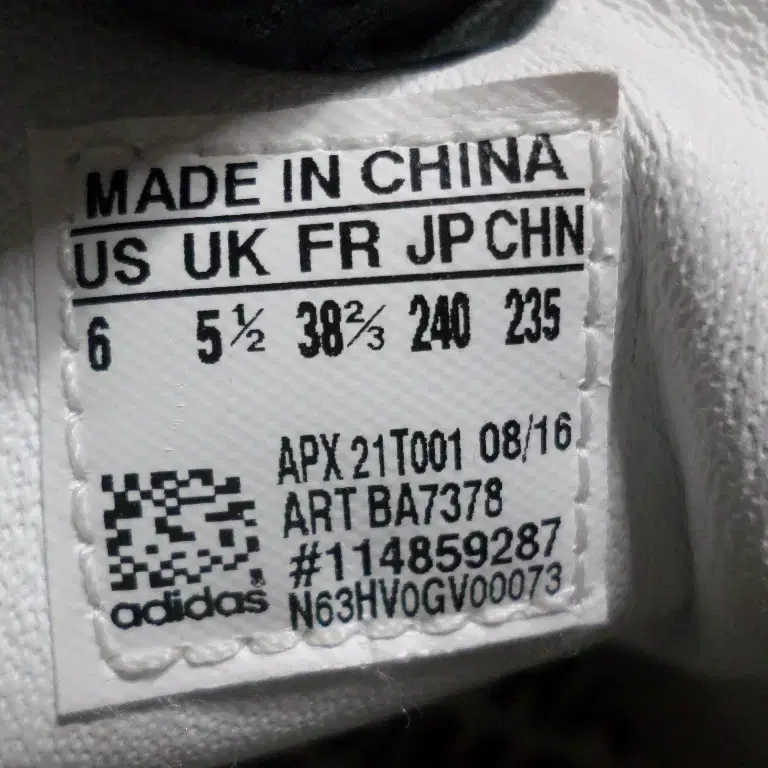 MADE IN CHINA
US UK FR JP CHN
6 5½ 38⅔ 240 235
APX 21T001 08/16
ART BA7378
#114859287
adidas N63HV0GV00073